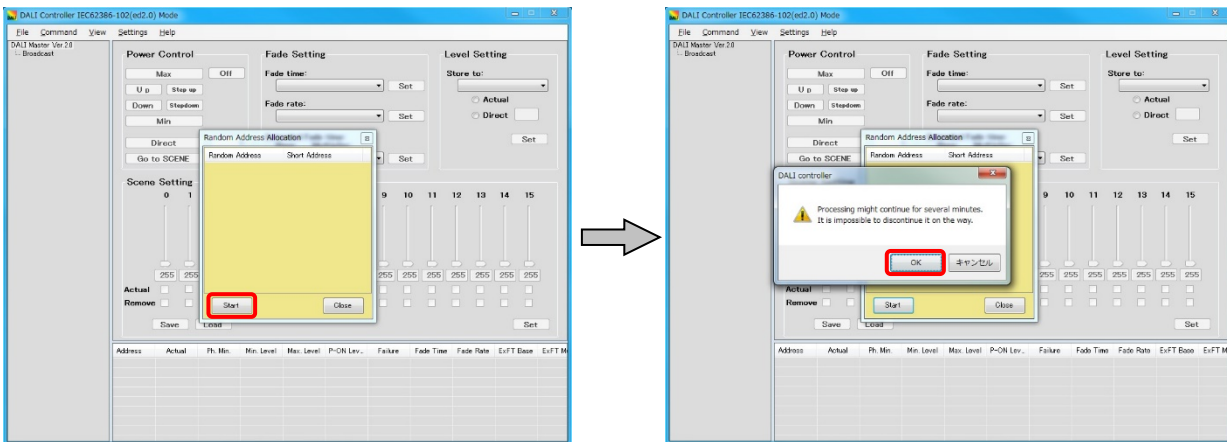 DALI Controller IEC62386-102(ed2.0) Mode
File Command View Settings Help
DALI Master Ver.2.0
Broadcast
Power Control
Max Off
Up Step up
Down Stepdown
Min
Direct
Go to SCENE
Fade Setting
Fade time:
Set
Fade rate:
Set
Set
Level Setting
Store to:
Actual
Direct
Set
Random Address Allocation
Random Address Short Address
Start Close
Scene Setting
0 1 9 10 11 12 13 14 15
255 255 255 255 255 255 255 255 255
Actual
Remove
Save Load Set
Address Actual Ph. Min. Min. Level Max. Level P-ON Lev.. Failure Fade Time Fade Rate ExFT Base ExFT M
DALI Controller IEC62386-102(ed2.0) Mode
File Command View Settings Help
DALI Master Ver.2.0
Broadcast
Power Control
Max Off
Up Step up
Down Stepdown
Min
Direct
Go to SCENE
Fade Setting
Fade time:
Set
Fade rate:
Set
Set
Level Setting
Store to:
Actual
Direct
Set
Random Address Allocation
Random Address Short Address
DALI controller
Processing might continue for several minutes.
It is impossible to discontinue it on the way.
OK キャンセル
9 10 11 12 13 14 15
255 255 255 255 255 255 255
Actual
Remove
Start Close
Save Load Set
Address Actual Ph. Min. Min. Level Max. Level P-ON Lev.. Failure Fade Time Fade Rate ExFT Base ExFT M